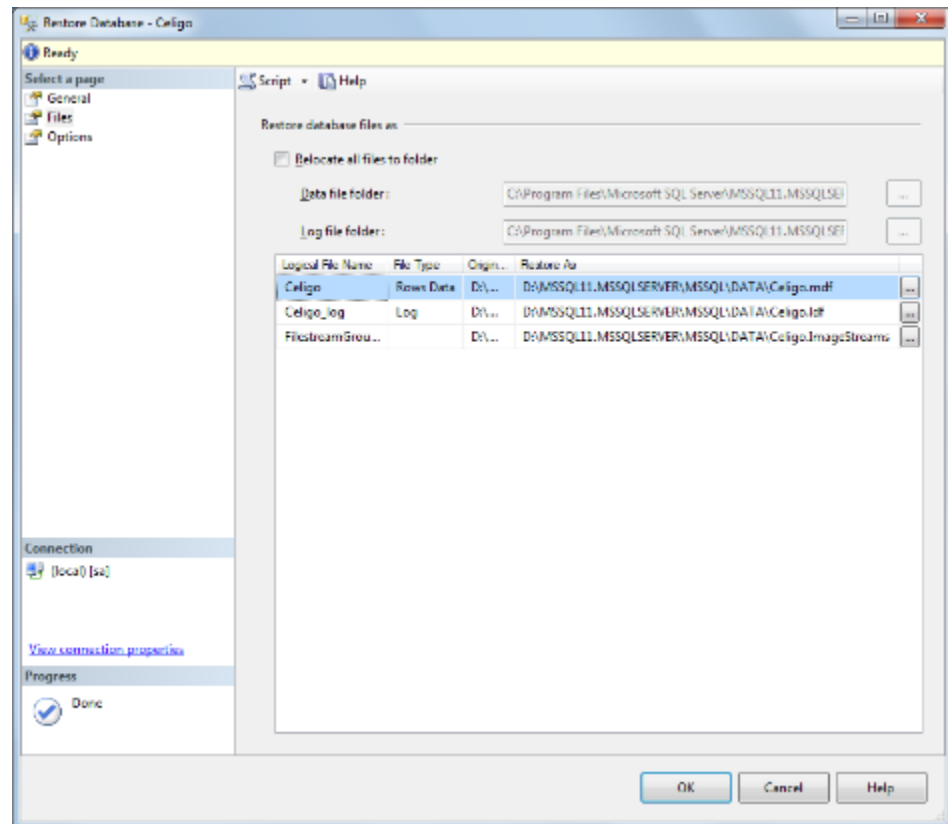 Restore Database - Celigo
Ready
Select a page
General
Files
Options
Script
Help
Restore database files as
Relocate all files to folder
Data file folder:
C:\Program Files\Microsoft SQL Server\MSSQL11.MSSQLSER
...
Log file folder:
C:\Program Files\Microsoft SQL Server\MSSQL11.MSSQLSER
...
Logical File Name File Type Origin... Restore As
Celigo Rows Data D:\... D:\MSSQL11.MSSQLSERVER\MSSQL\DATA\Celigo.mdf ...
Celigo_log Log D:\... D:\MSSQL11.MSSQLSERVER\MSSQL\DATA\Celigo.ldf ...
FilestreamGrou... D:\... D:\MSSQL11.MSSQLSERVER\MSSQL\DATA\Celigo.ImageStreams ...
Connection
(local) [sa]
View connection properties
Progress
Done
OK Cancel Help